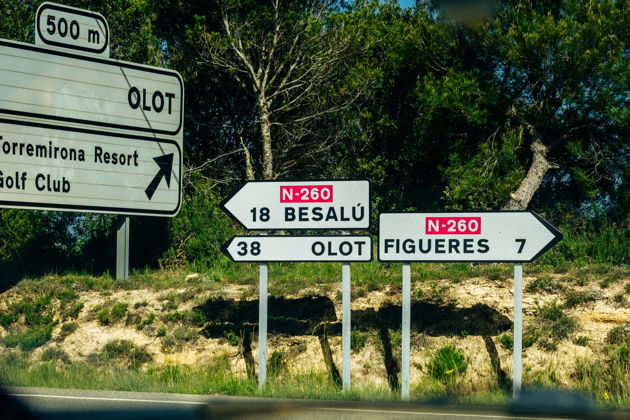 500 m
OLOT
Torremirona Resort
Golf Club
N-260
18 BESALÚ
38 OLOT
N-260
FIGUERES 7